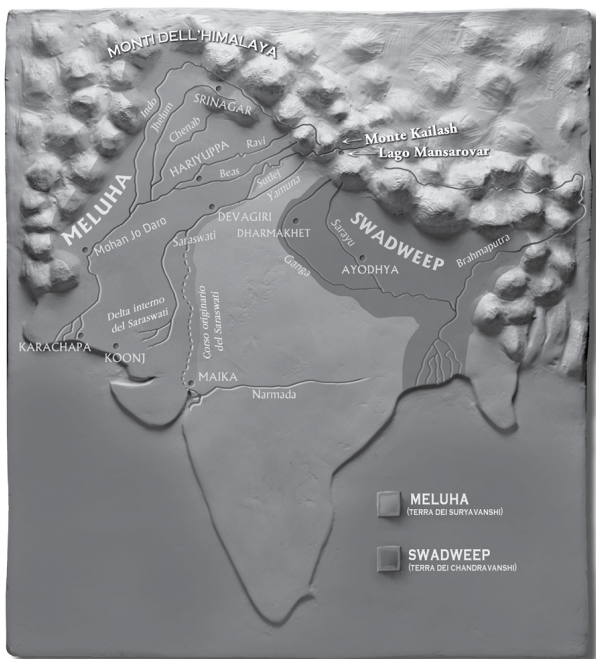 MONTI DELL'HIMALAYA
Indo
Jhelum
SRINAGAR
Chenab
Monte Kailash
Lago Mansarovar
HARIYUPPA
Ravi
Beas
Sutlej
Yamuna
MELUHA
Mohan Jo Daro
DEVAGIRI
DHARMAKHET
Saraswati
Sarayu
SWADWEEP
Ganga
AYODHYA
Brahmaputra
Delta interno
del Saraswati
Corso originario
del Saraswati
KARACHAPA
KOONJ
MAIKA
Narmada
MELUHA
(TERRA DEI SURYAVANSHI)
SWADWEEP
(TERRA DEI CHANDRAVANSHI)